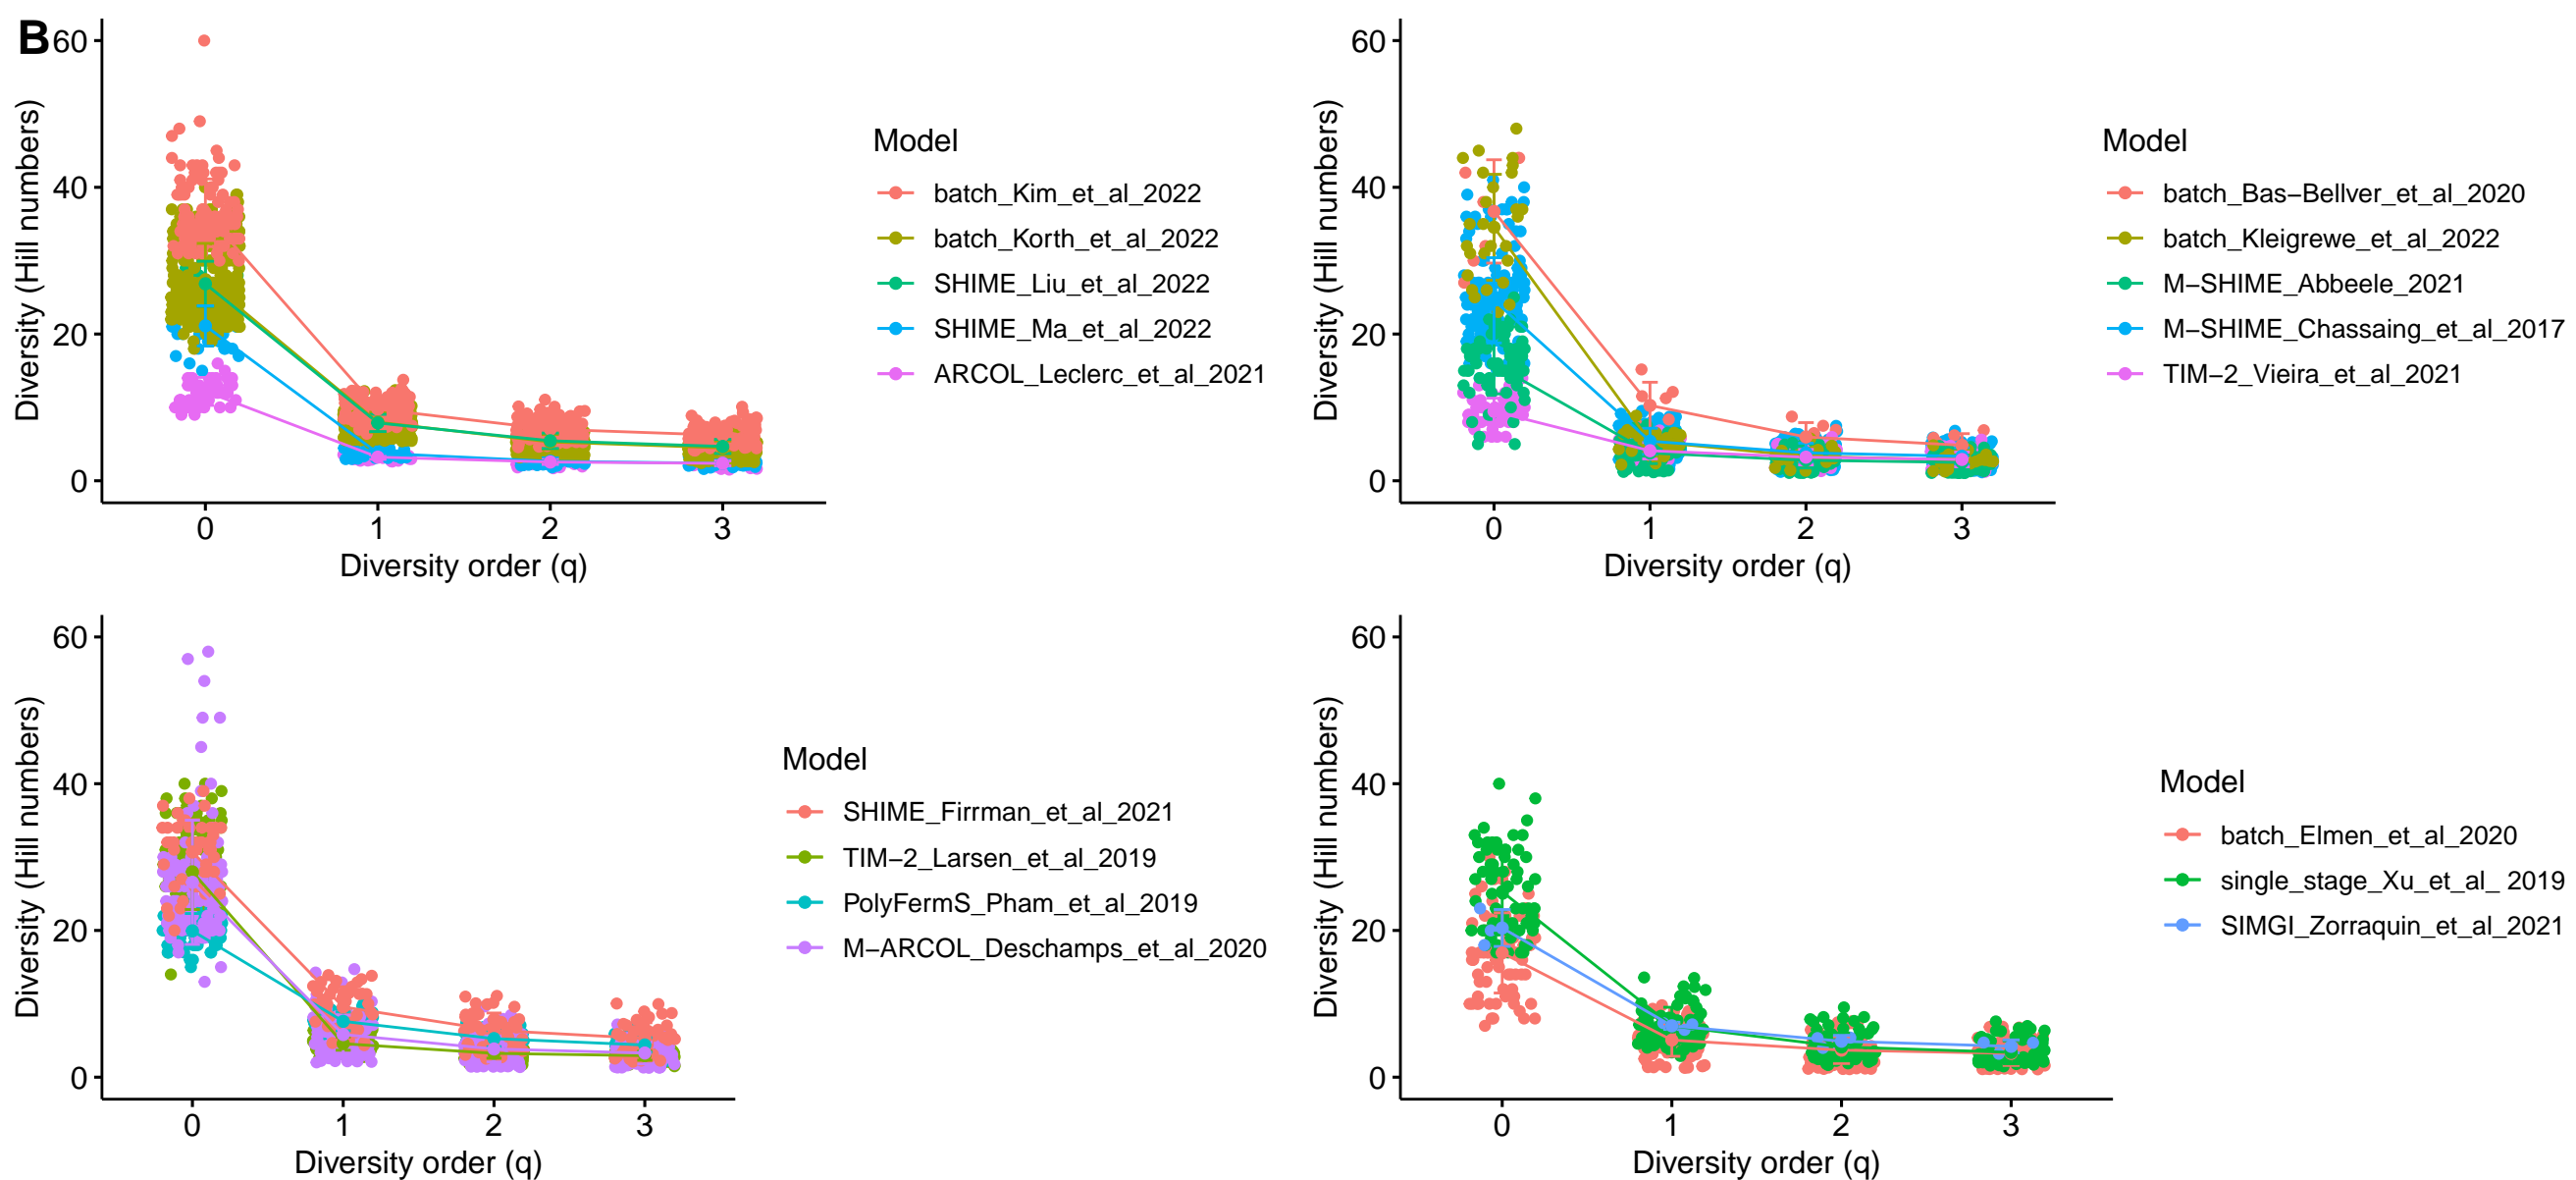 B
60
40
20
0
Diversity (Hill numbers)
0 1 2 3
Diversity order (q)
Model
batch_Kim_et_al_2022
batch_Korth_et_al_2022
SHIME_Liu_et_al_2022
SHIME_Ma_et_al_2022
ARCOL_Leclerc_et_al_2021
60
40
20
0
Diversity (Hill numbers)
0 1 2 3
Diversity order (q)
Model
batch_Bas−Bellver_et_al_2020
batch_Kleigrewe_et_al_2022
M−SHIME_Abbeele_2021
M−SHIME_Chassaing_et_al_2017
TIM−2_Vieira_et_al_2021
60
40
20
0
Diversity (Hill numbers)
0 1 2 3
Diversity order (q)
Model
SHIME_Firrman_et_al_2021
TIM−2_Larsen_et_al_2019
PolyFermS_Pham_et_al_2019
M−ARCOL_Deschamps_et_al_2020
60
40
20
0
Diversity (Hill numbers)
0 1 2 3
Diversity order (q)
Model
batch_Elmen_et_al_2020
single_stage_Xu_et_al_ 2019
SIMGI_Zorraquin_et_al_2021